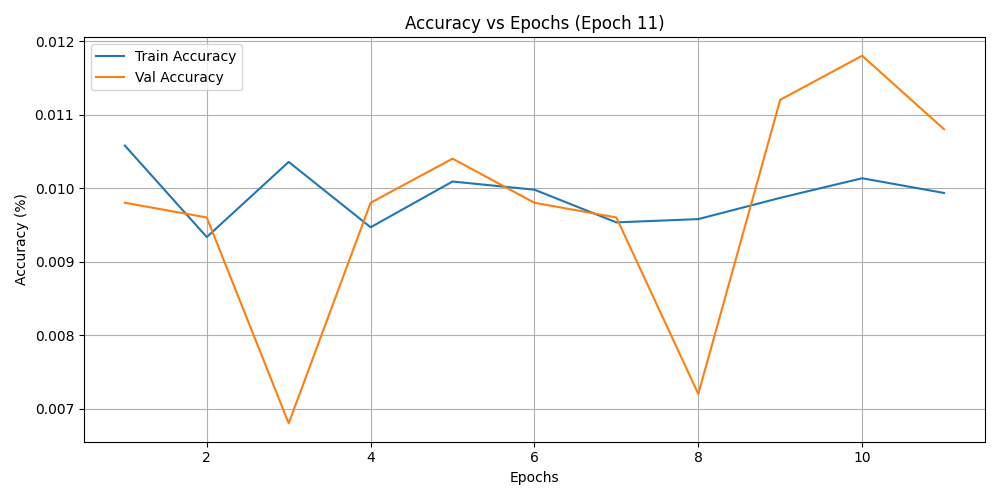 Accuracy vs Epochs (Epoch 11)
Train Accuracy
Val Accuracy
Accuracy (%)
0.012
0.011
0.010
0.009
0.008
0.007
2 4 6 8 10
Epochs